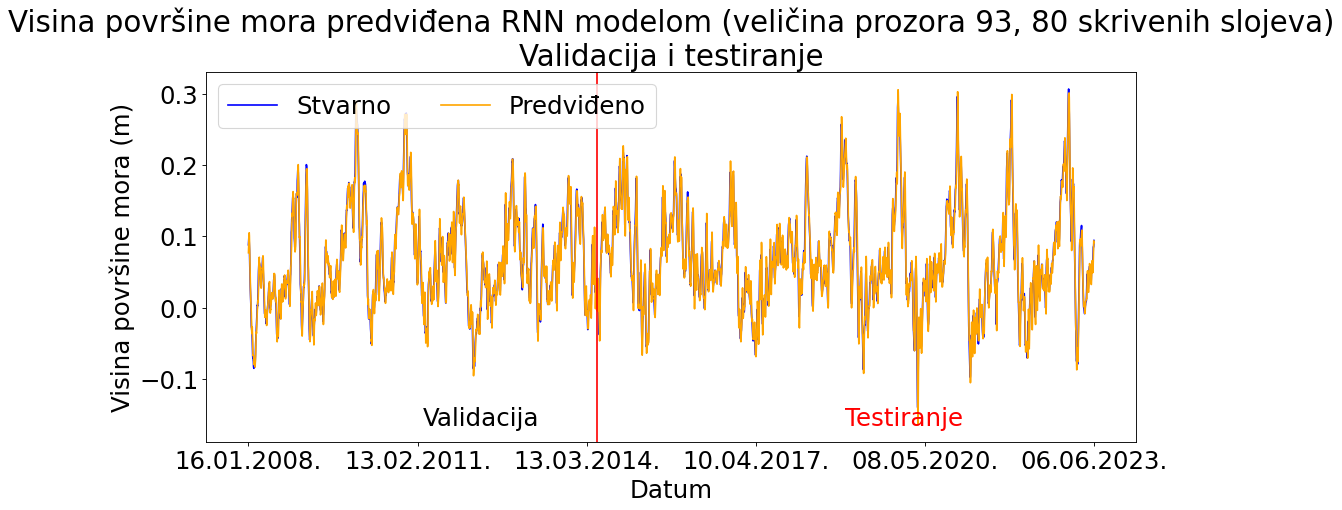 Visina površine mora predviđena RNN modelom (veličina prozora 93, 80 skrivenih slojeva)
Validacija i testiranje
Stvarno
Predviđeno
Visina površine mora (m)
0.3
0.2
0.1
0.0
−0.1
Validacija
Testiranje
16.01.2008.
13.02.2011.
13.03.2014.
10.04.2017.
08.05.2020.
06.06.2023.
Datum